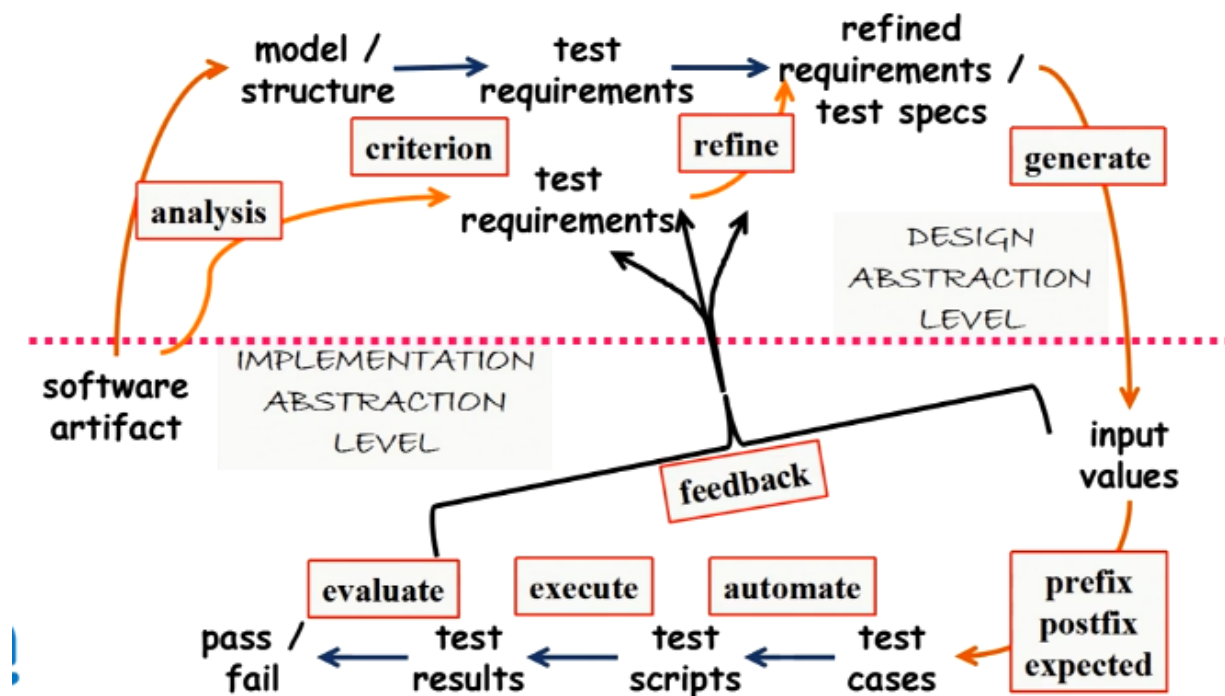 model /
structure
test
requirements
refined
requirements /
test specs
criterion
refine
generate
analysis
test
requirements
DESIGN
ABSTRACTION
LEVEL
IMPLEMENTATION
ABSTRACTION
LEVEL
software
artifact
input
values
feedback
evaluate
execute
automate
prefix
postfix
expected
pass /
fail
test
results
test
scripts
test
cases